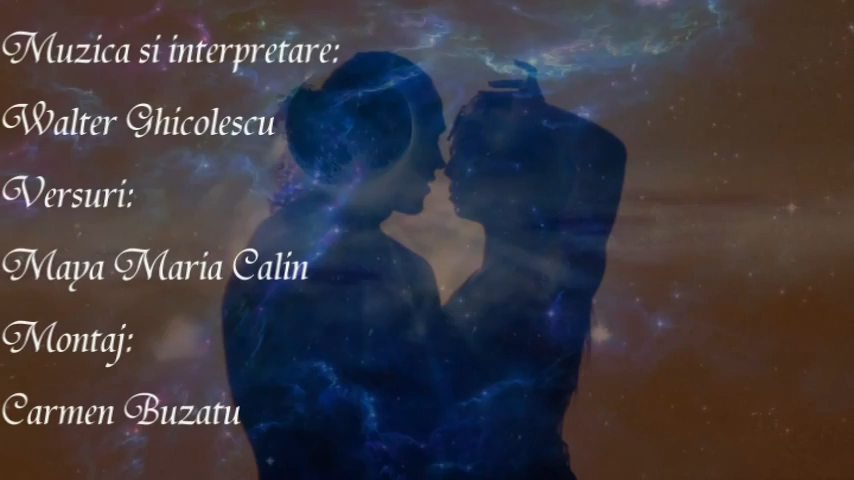 Muzica si interpretare:
Walter Ghicolescu
Versuri:
Maya Maria Calin
Montaj:
Carmen Buzatu